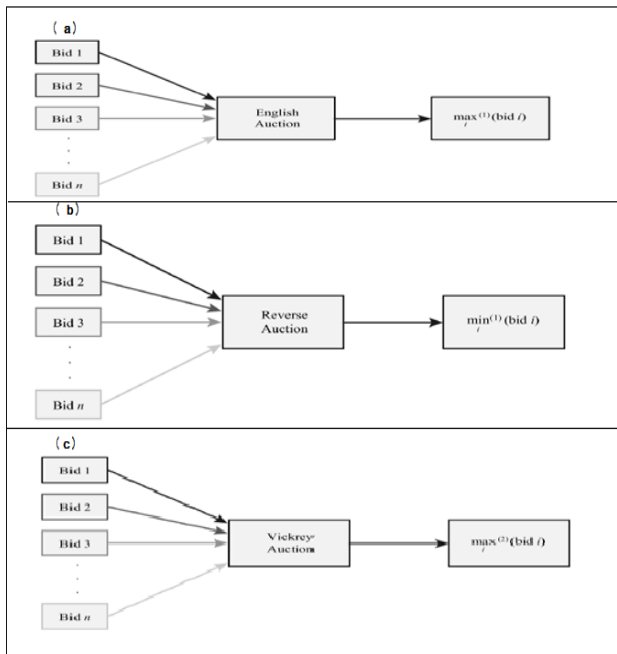 (a)
Bid 1
Bid 2
Bid 3
.
.
.
Bid n
English
Auction
max i (1) (bid i)
(b)
Bid 1
Bid 2
Bid 3
.
.
.
Bid n
Reverse
Auction
min i (1) (bid i)
(c)
Bid 1
Bid 2
Bid 3
.
.
.
Bid n
Vickrey
Auction
max i (2) (bid i)